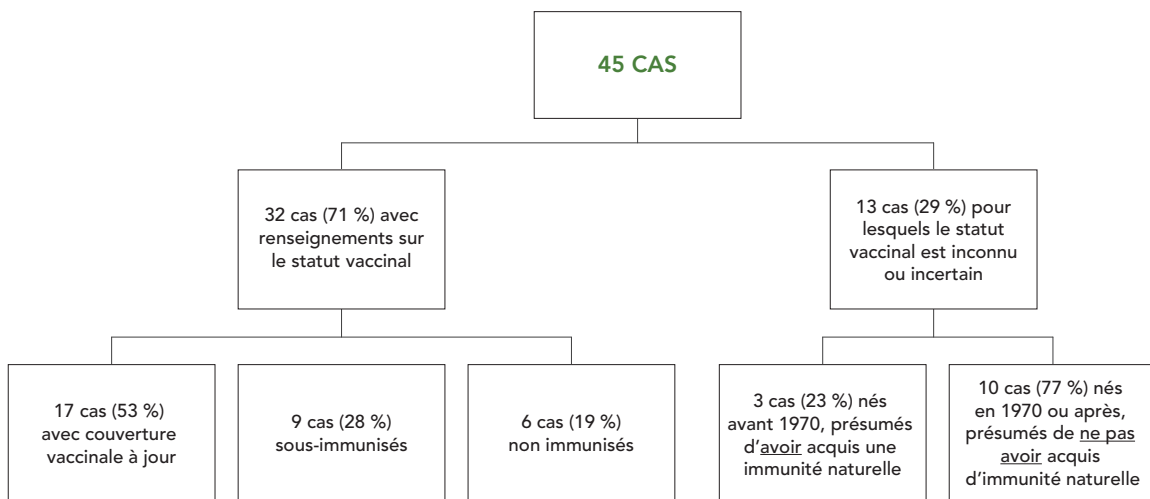 45 CAS
32 cas (71 %) avec
renseignements sur
le statut vaccinal
13 cas (29 %) pour
lesquels le statut
vaccinal est inconnu
ou incertain
17 cas (53 %)
avec couverture
vaccinale à jour
9 cas (28 %)
sous-immunisés
6 cas (19 %)
non immunisés
3 cas (23 %) nés
avant 1970, présumés
d’avoir acquis une
immunité naturelle
10 cas (77 %) nés
en 1970 ou après,
présumés de ne pas
avoir acquis
d’immunité naturelle